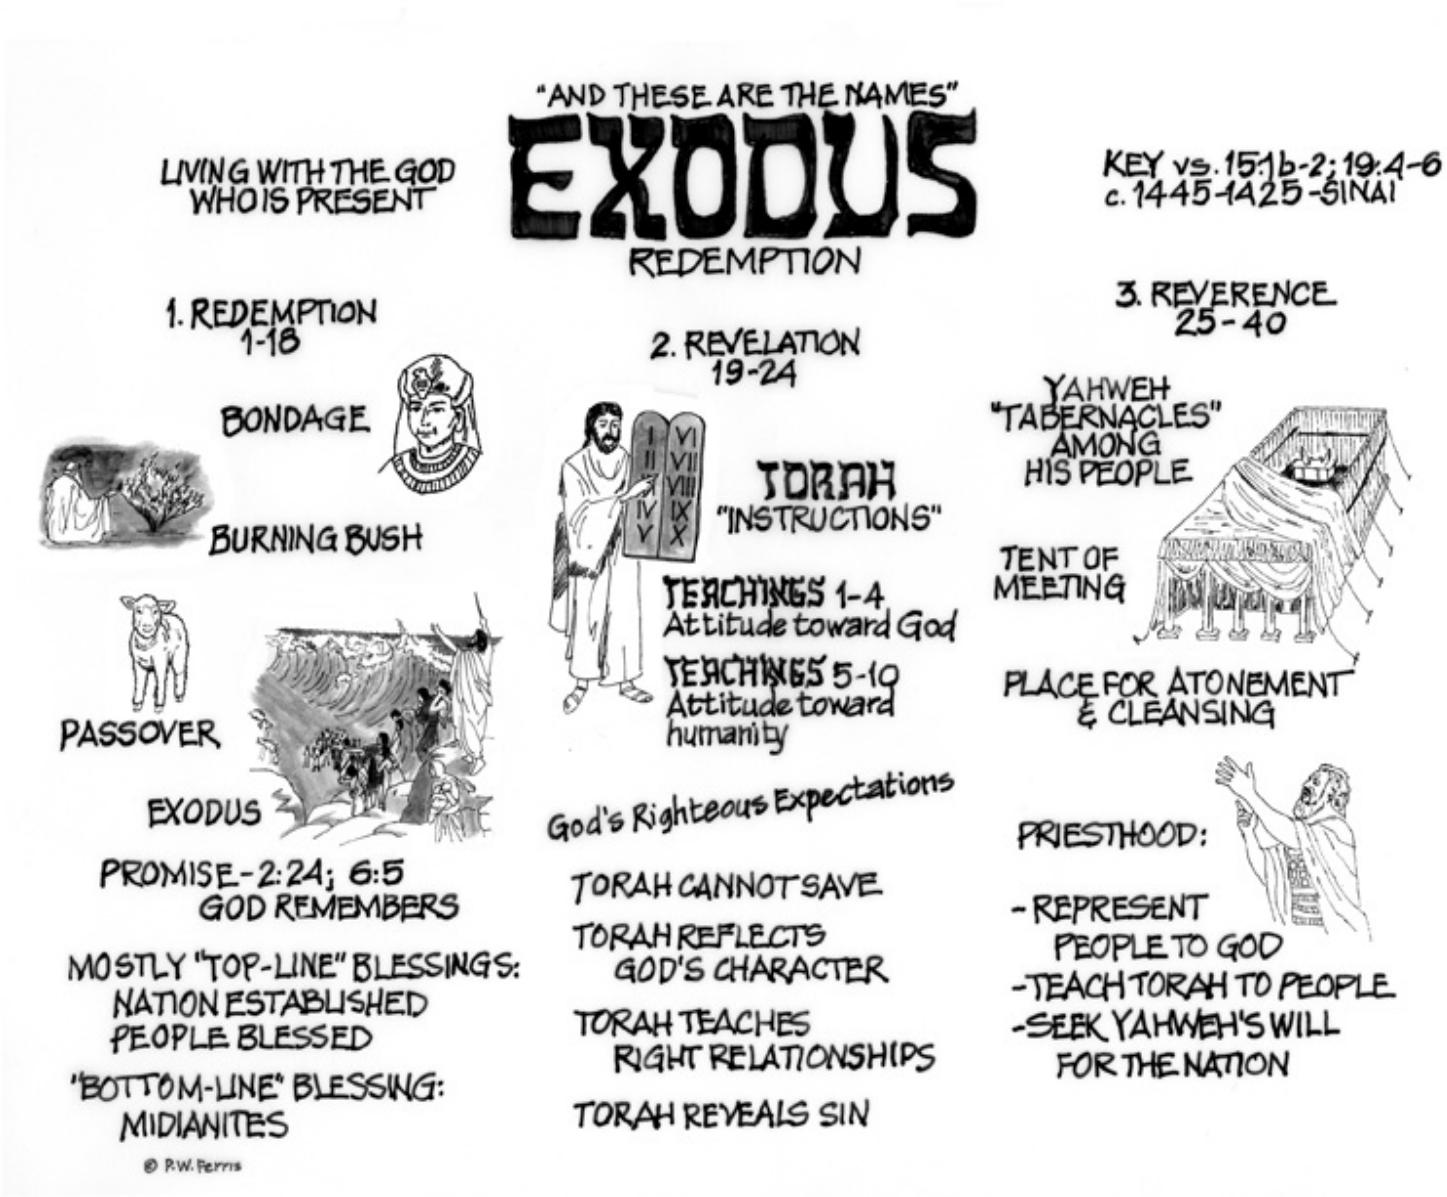 "AND THESE ARE THE NAMES"
EXODUS
REDEMPTION
LIVING WITH THE GOD
WHO IS PRESENT
KEY vs. 15:1b-2; 19:4-6
c. 1445-1425-SINAI
1. REDEMPTION
1-18
BONDAGE
BURNING BUSH
PASSOVER
EXODUS
PROMISE-2:24; 6:5
GOD REMEMBERS
MOSTLY "TOP-LINE" BLESSINGS:
NATION ESTABLISHED
PEOPLE BLESSED
"BOTTOM-LINE" BLESSING:
MIDIANITES
© P.W. Ferris
2. REVELATION
19-24
I VI
II VII
VIII
IV IX
V X
TORAH
"INSTRUCTIONS"
TEACHINGS 1-4
Attitude toward God
TEACHINGS 5-10
Attitude toward
humanity
God's Righteous Expectations
TORAH CANNOT SAVE
TORAH REFLECTS
GOD'S CHARACTER
TORAH TEACHES
RIGHT RELATIONSHIPS
TORAH REVEALS SIN
3. REVERENCE
25-40
YAHWEH
"TABERNACLES"
AMONG
HIS PEOPLE
TENT OF
MEETING
PLACE FOR ATONEMENT
& CLEANSING
PRIESTHOOD:
- REPRESENT
PEOPLE TO GOD
-TEACH TORAH TO PEOPLE
-SEEK YAHWEH'S WILL
FOR THE NATION